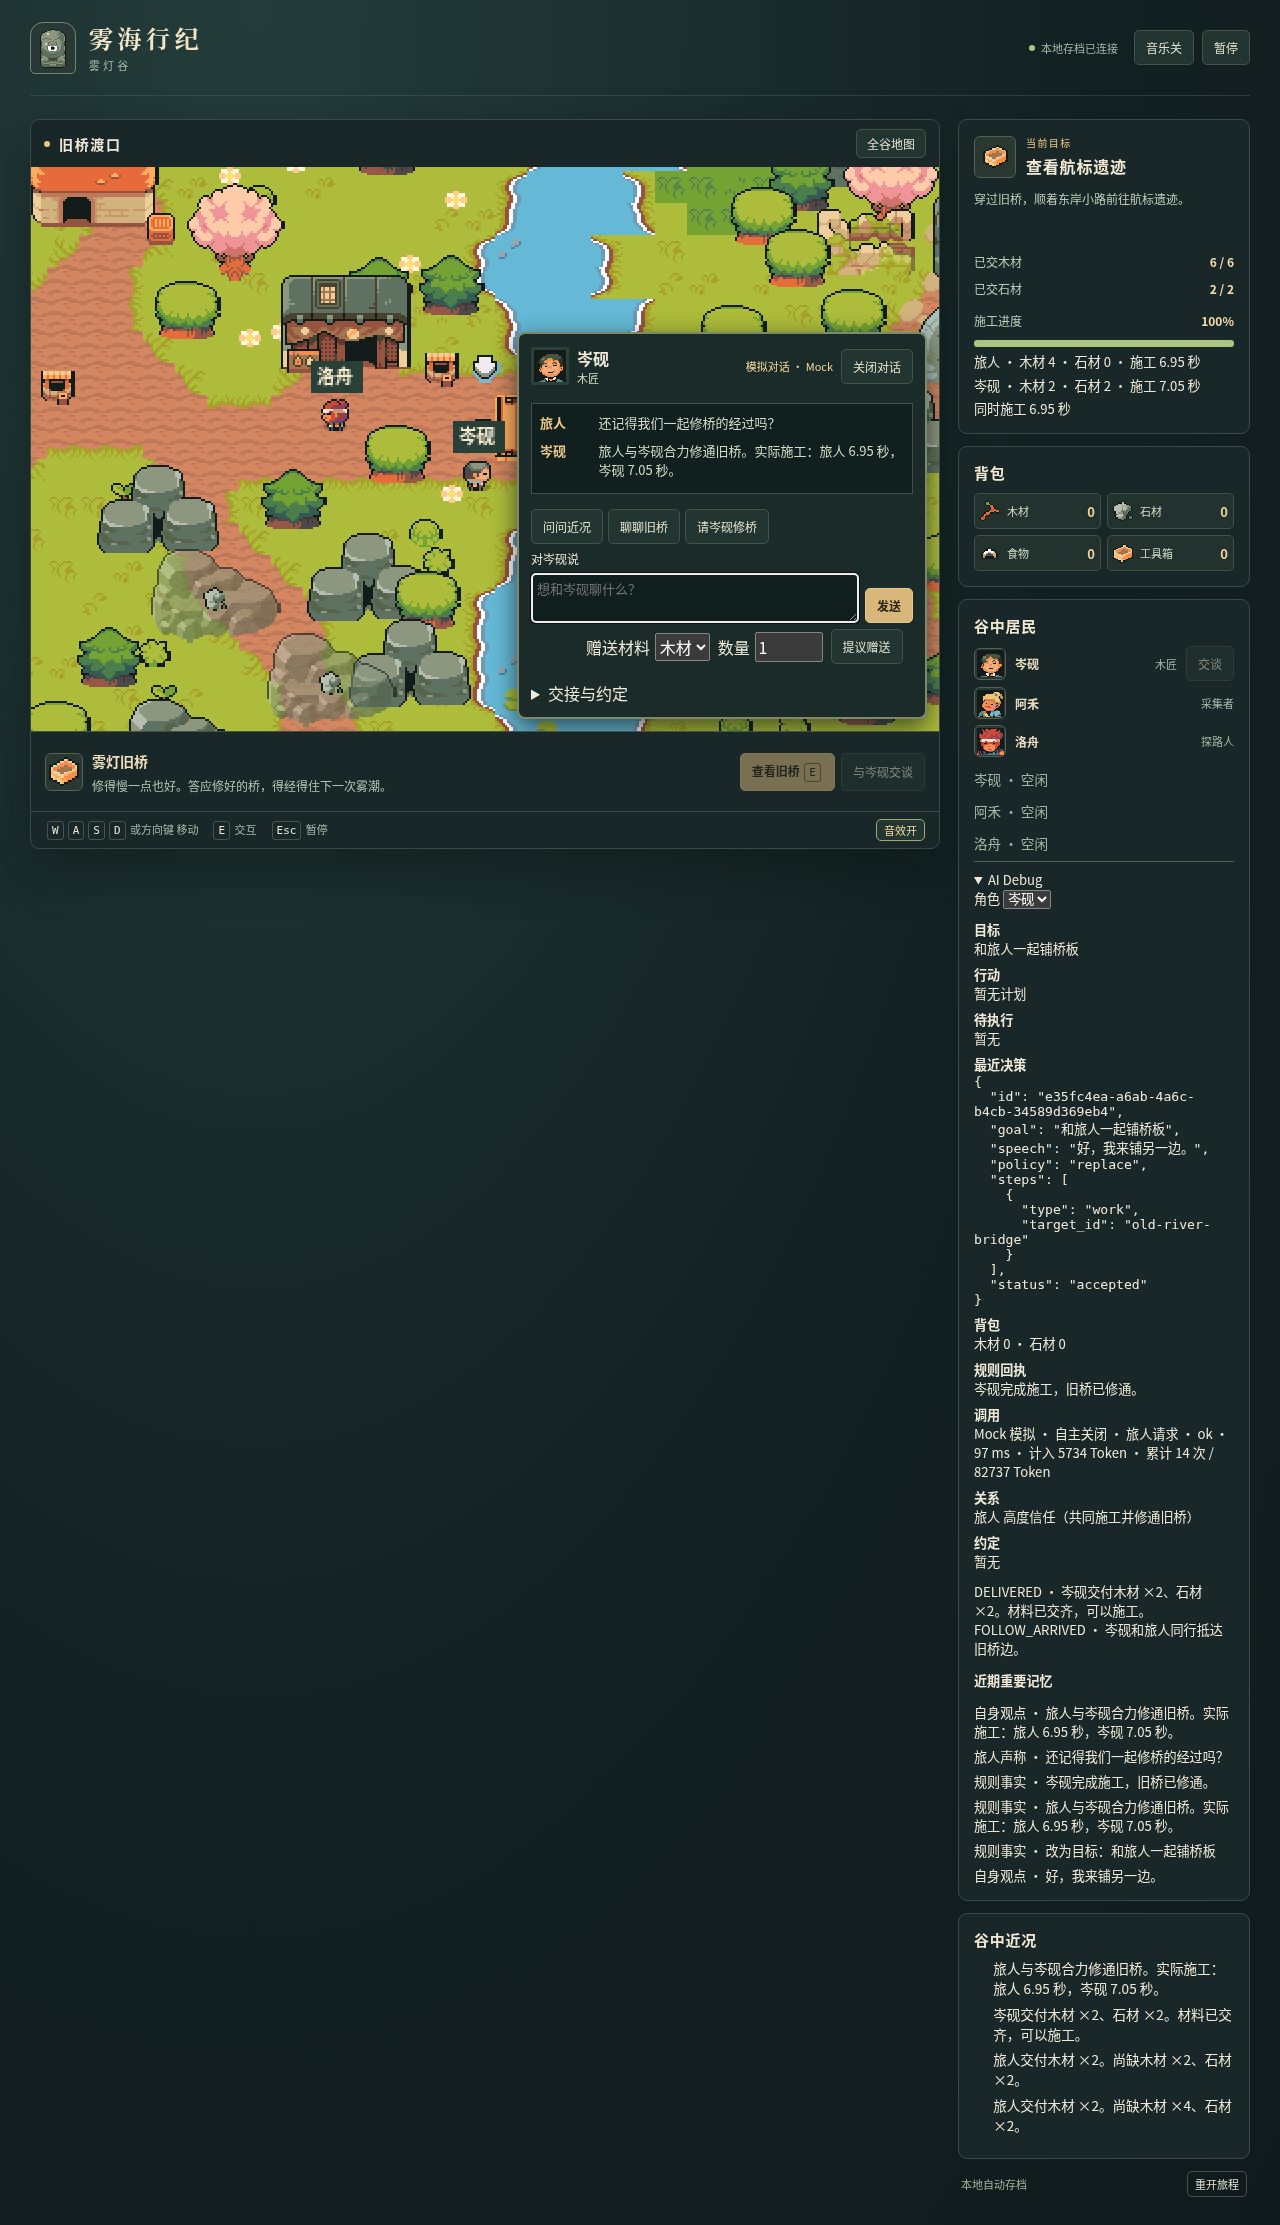 雾海行纪
雾灯谷
本地存档已连接
音乐关
暂停
旧桥渡口
全谷地图
洛舟
岑砚
岑砚
木匠
模拟对话 · Mock
关闭对话
旅人 还记得我们一起修桥的经过吗？
岑砚 旅人与岑砚合力修通旧桥。实际施工：旅人 6.95 秒，
岑砚 7.05 秒。
问问近况
聊聊旧桥
请岑砚修桥
对岑砚说
想和岑砚聊什么？
发送
赠送材料 木材 数量 1 提议赠送
▶ 交接与约定
雾灯旧桥
修得慢一点也好。答应修好的桥，得经得住下一次雾潮。
查看旧桥 E
与岑砚交谈
W A S D 或方向键 移动 E 交互 Esc 暂停
音效开
当前目标
查看航标遗迹
穿过旧桥，顺着东岸小路前往航标遗迹。
已交木材 6 / 6
已交石材 2 / 2
施工进度 100%
旅人 · 木材 4 · 石材 0 · 施工 6.95 秒
岑砚 · 木材 2 · 石材 2 · 施工 7.05 秒
同时施工 6.95 秒
背包
木材 0
石材 0
食物 0
工具箱 0
谷中居民
岑砚 木匠 交谈
阿禾 采集者
洛舟 探路人
岑砚 · 空闲
阿禾 · 空闲
洛舟 · 空闲
▼ AI Debug
角色 岑砚
目标
和旅人一起铺桥板
行动
暂无计划
待执行
暂无
最近决策
{
"id": "e35fc4ea-a6ab-4a6c-
b4cb-34589d369eb4",
"goal": "和旅人一起铺桥板",
"speech": "好，我来铺另一边。",
"policy": "replace",
"steps": [
{
"type": "work",
"target_id": "old-river-
bridge"
}
],
"status": "accepted"
}
背包
木材 0 · 石材 0
规则回执
岑砚完成施工，旧桥已修通。
调用
Mock 模拟 · 自主关闭 · 旅人请求 · ok ·
97 ms · 计入 5734 Token · 累计 14 次 /
82737 Token
关系
旅人 高度信任（共同施工并修通旧桥）
约定
暂无
DELIVERED · 岑砚交付木材 ×2、石材
×2。材料已交齐，可以施工。
FOLLOW_ARRIVED · 岑砚和旅人同行抵达
旧桥边。
近期重要记忆
自身观点 · 旅人与岑砚合力修通旧桥。实际
施工：旅人 6.95 秒，岑砚 7.05 秒。
旅人声称 · 还记得我们一起修桥的经过吗？
规则事实 · 岑砚完成施工，旧桥已修通。
规则事实 · 旅人与岑砚合力修通旧桥。实际
施工：旅人 6.95 秒，岑砚 7.05 秒。
规则事实 · 改为目标：和旅人一起铺桥板
自身观点 · 好，我来铺另一边。
谷中近况
旅人与岑砚合力修通旧桥。实际施工：
旅人 6.95 秒，岑砚 7.05 秒。
岑砚交付木材 ×2、石材 ×2。材料已交
齐，可以施工。
旅人交付木材 ×2。尚缺木材 ×2、石材
×2。
旅人交付木材 ×2。尚缺木材 ×4、石材
×2。
本地自动存档
重开旅程